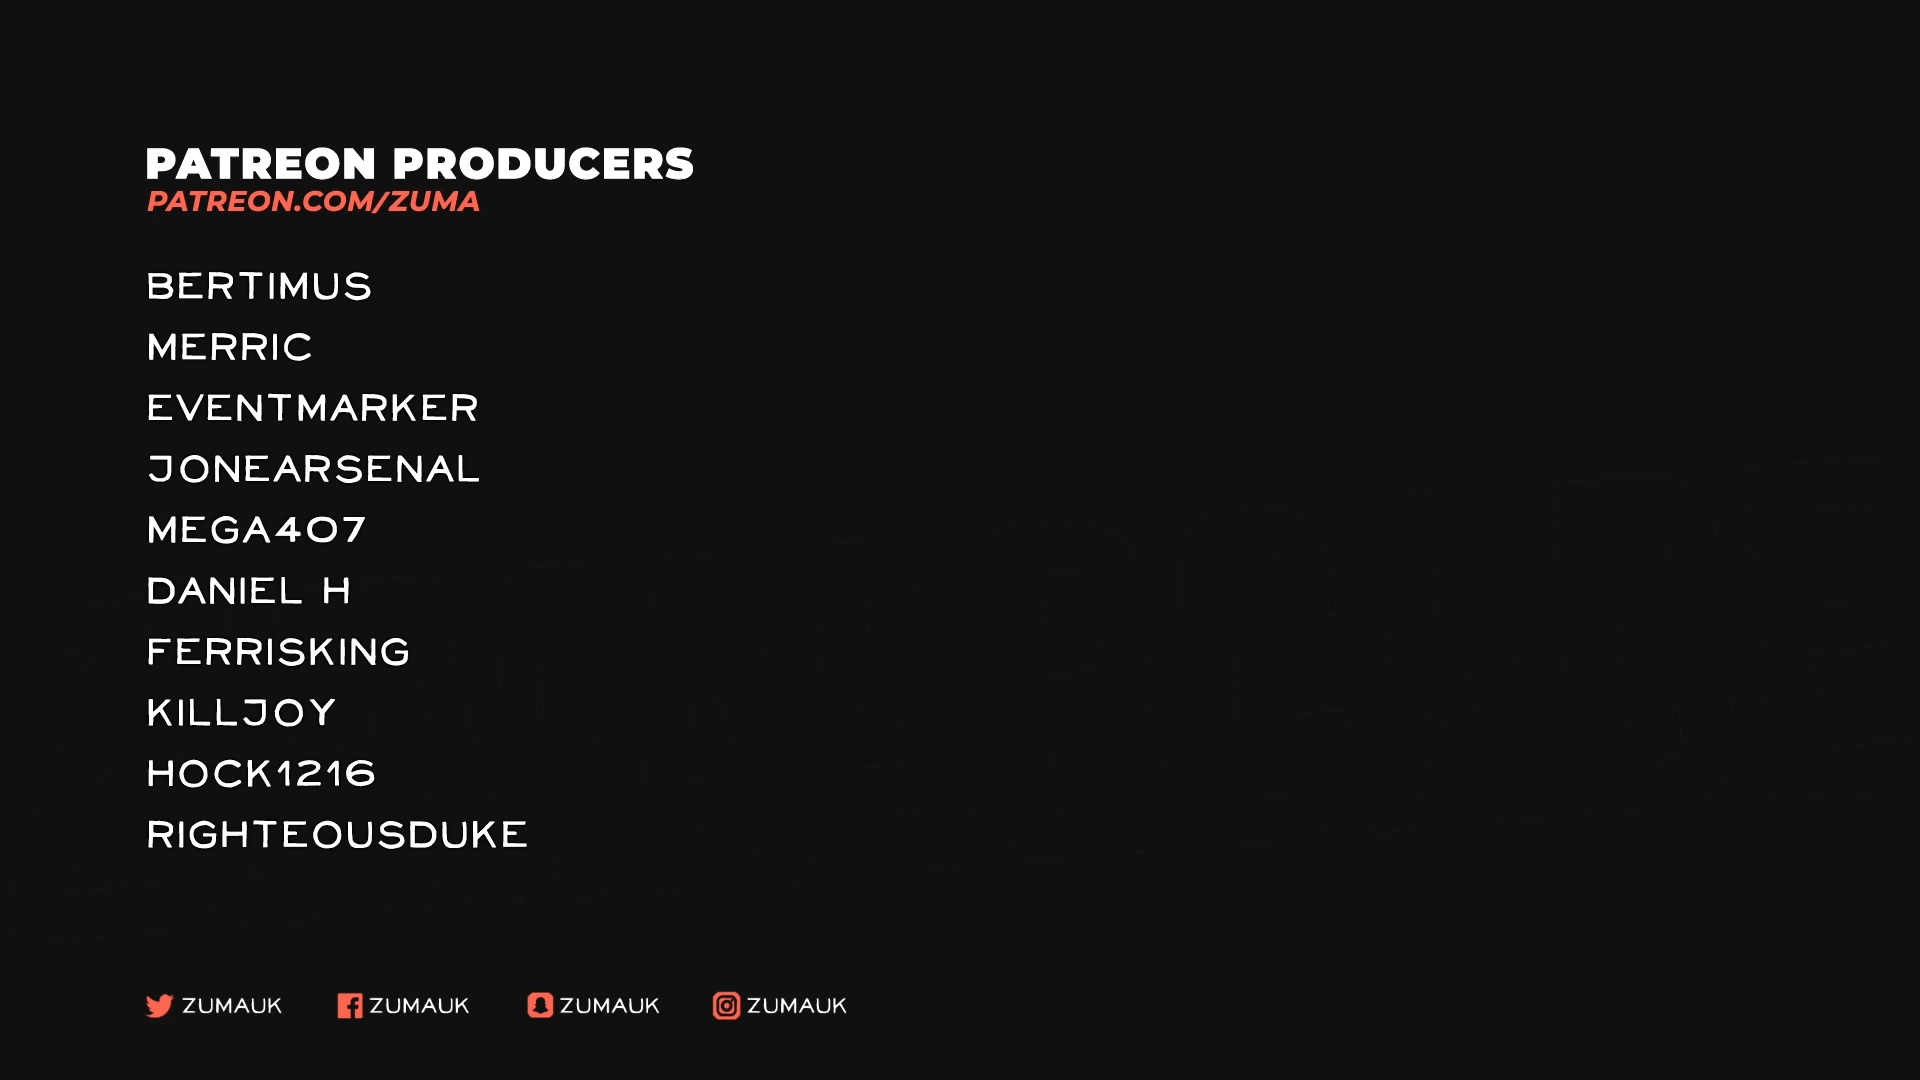 PATREON PRODUCERS
PATREON.COM/ZUMA
BERTIMUS
MERRIC
EVENTMARKER
JONEARSENAL
MEGA407
DANIEL H
FERRISKING
KILLJOY
HOCK1216
RIGHTEOUSDUKE
ZUMAUK ZUMAUK ZUMAUK ZUMAUK